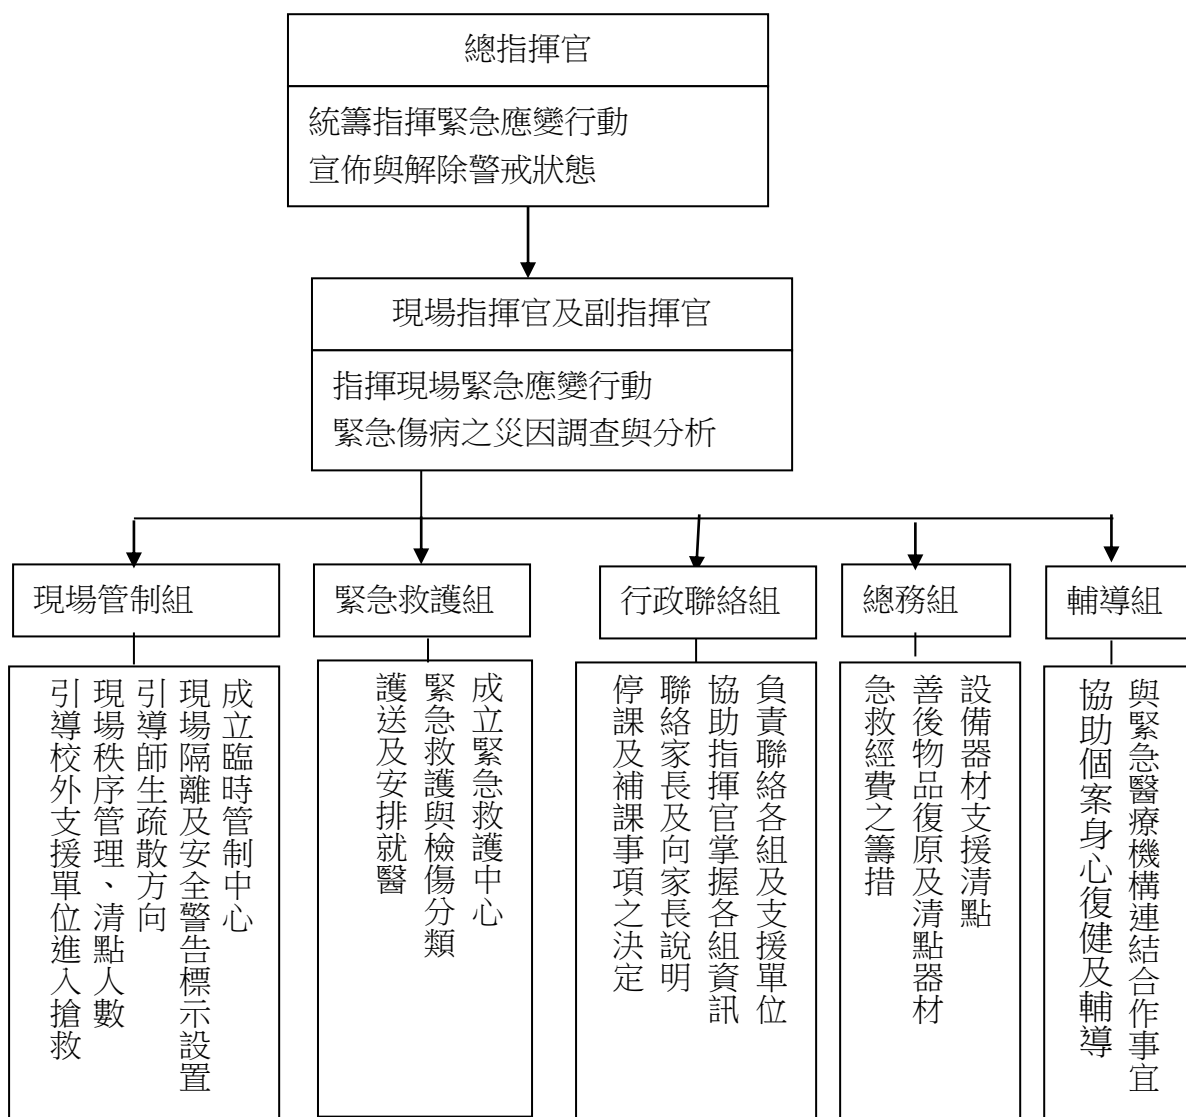 總指揮官
統籌指揮緊急應變行動
宣佈與解除警戒狀態
現場指揮官及副指揮官
指揮現場緊急應變行動
緊急傷病之災因調查與分析
現場管制組
成立臨時管制中心
現場隔離及安全警告標示設置
引導師生疏散方向
現場秩序管理、清點人數
引導校外支援單位進入搶救
緊急救護組
成立緊急救護中心
緊急救護與檢傷分類
護送及安排就醫
行政聯絡組
負責聯絡各組及支援單位
協助指揮官掌握各組資訊
聯絡家長及向家長說明
停課及補課事項之決定
總務組
設備器材支援清點
善後物品復原及清點器材
急救經費之籌措
輔導組
與緊急醫療機構連結合作事宜
協助個案身心復健及輔導